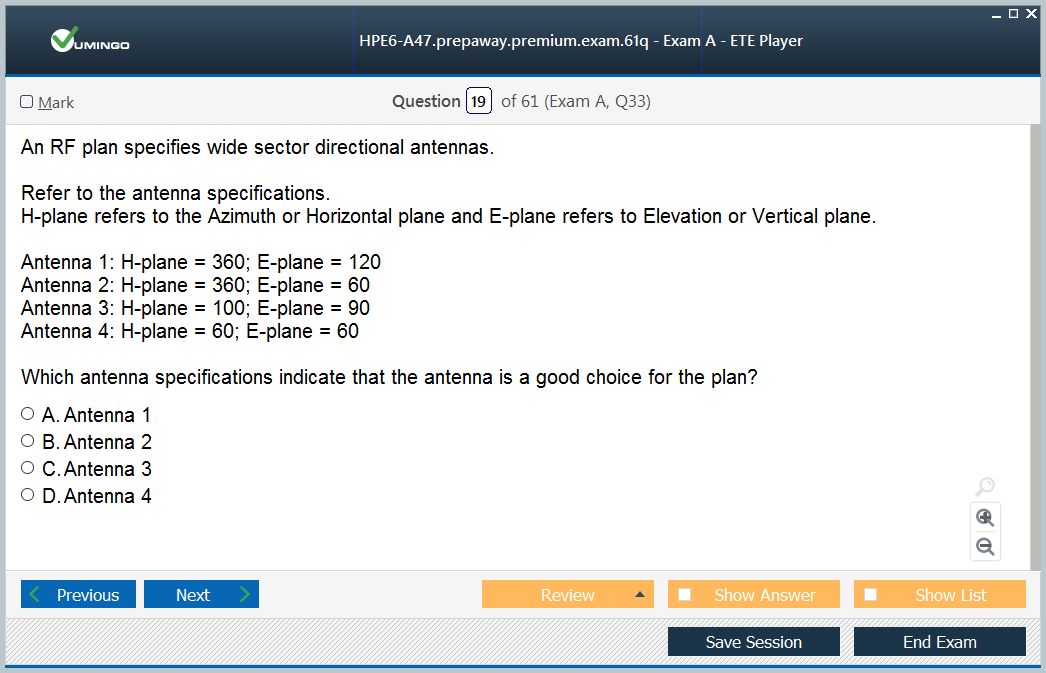 VUMINGO
HPE6-A47.prepaway.premium.exam.61q - Exam A - ETE Player
Mark
Question 19 of 61 (Exam A, Q33)
An RF plan specifies wide sector directional antennas.
Refer to the antenna specifications.
H-plane refers to the Azimuth or Horizontal plane and E-plane refers to Elevation or Vertical plane.
Antenna 1: H-plane = 360; E-plane = 120
Antenna 2: H-plane = 360; E-plane = 60
Antenna 3: H-plane = 100; E-plane = 90
Antenna 4: H-plane = 60; E-plane = 60
Which antenna specifications indicate that the antenna is a good choice for the plan?
A. Antenna 1
B. Antenna 2
C. Antenna 3
D. Antenna 4
Previous Next Review Show Answer Show List
Save Session End Exam